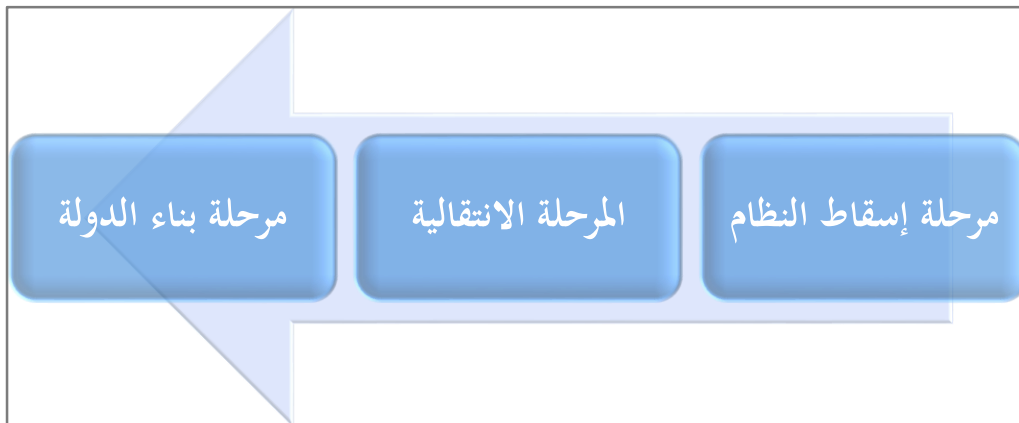 مرحلة إسقاط النظام
المرحلة الانتقالية
مرحلة بناء الدولة